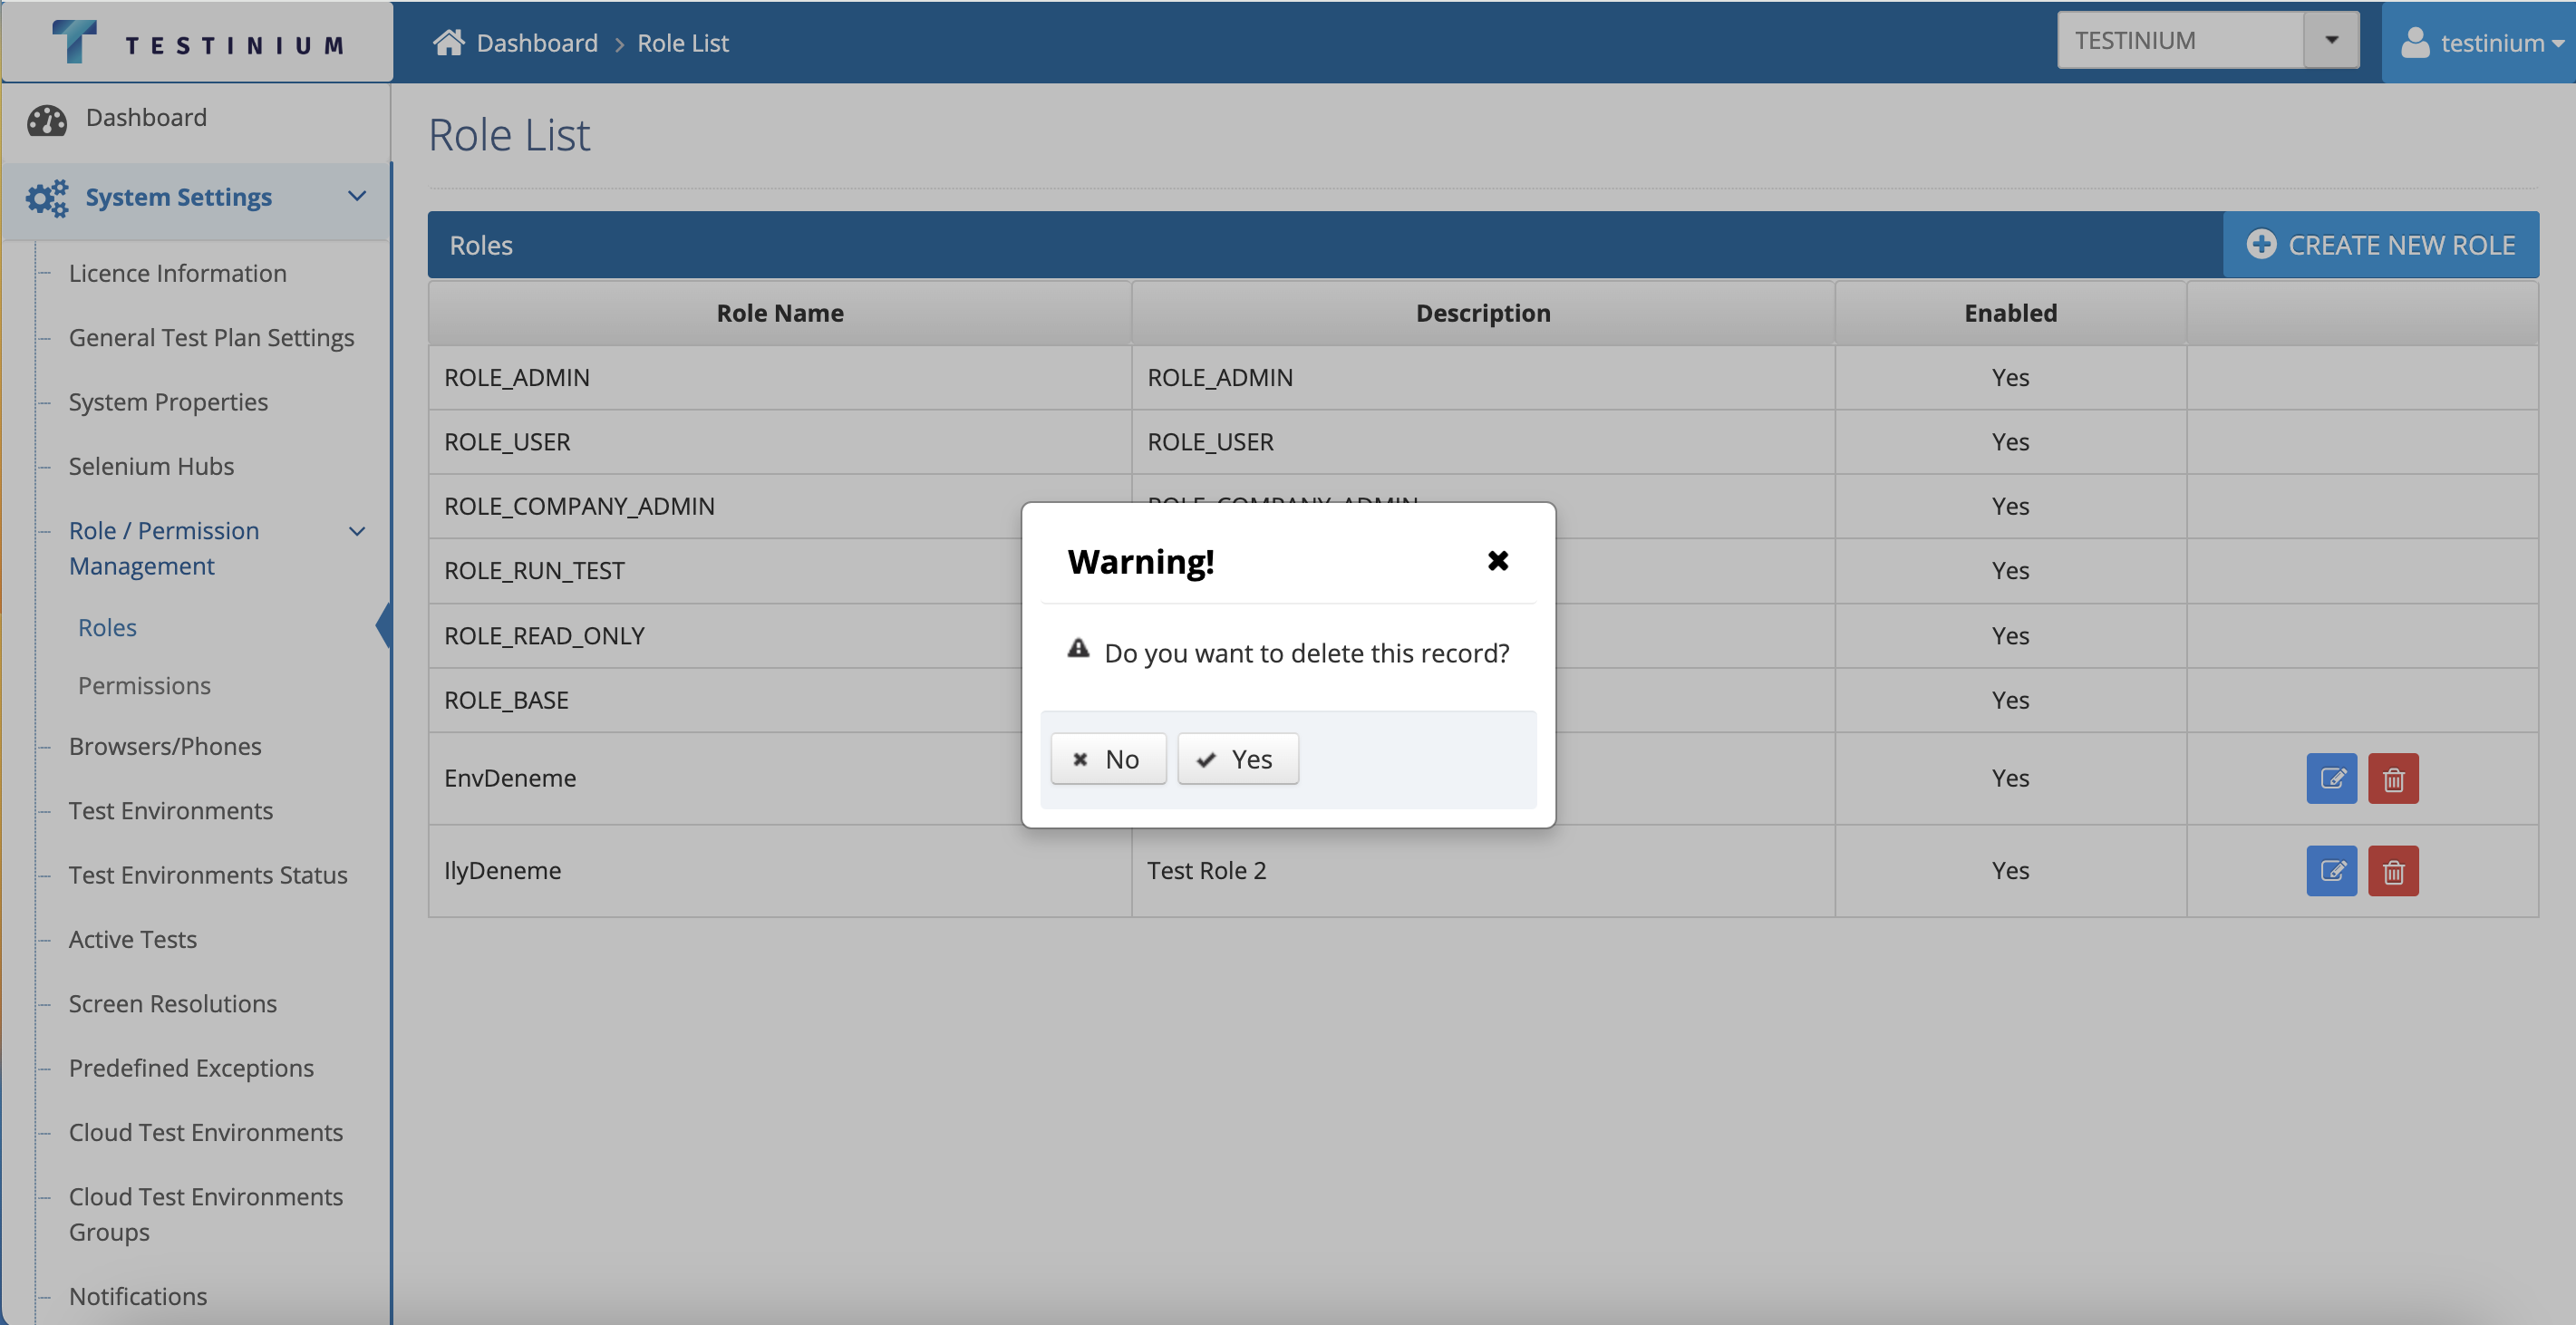 TESTINIUM
Dashboard > Role List
TESTINIUM
testinium
Dashboard
System Settings
Licence Information
General Test Plan Settings
System Properties
Selenium Hubs
Role / Permission
Management
Roles
Permissions
Browsers/Phones
Test Environments
Test Environments Status
Active Tests
Screen Resolutions
Predefined Exceptions
Cloud Test Environments
Cloud Test Environments
Groups
Notifications
Role List
Roles
CREATE NEW ROLE
Role Name Description Enabled
ROLE_ADMIN ROLE_ADMIN Yes
ROLE_USER ROLE_USER Yes
ROLE_COMPANY_ADMIN ROLE_COMPANY_ADMIN Yes
ROLE_RUN_TEST Yes
ROLE_READ_ONLY Yes
ROLE_BASE Yes
EnvDeneme Yes
IlyDeneme Test Role 2 Yes
Warning!
Do you want to delete this record?
No Yes